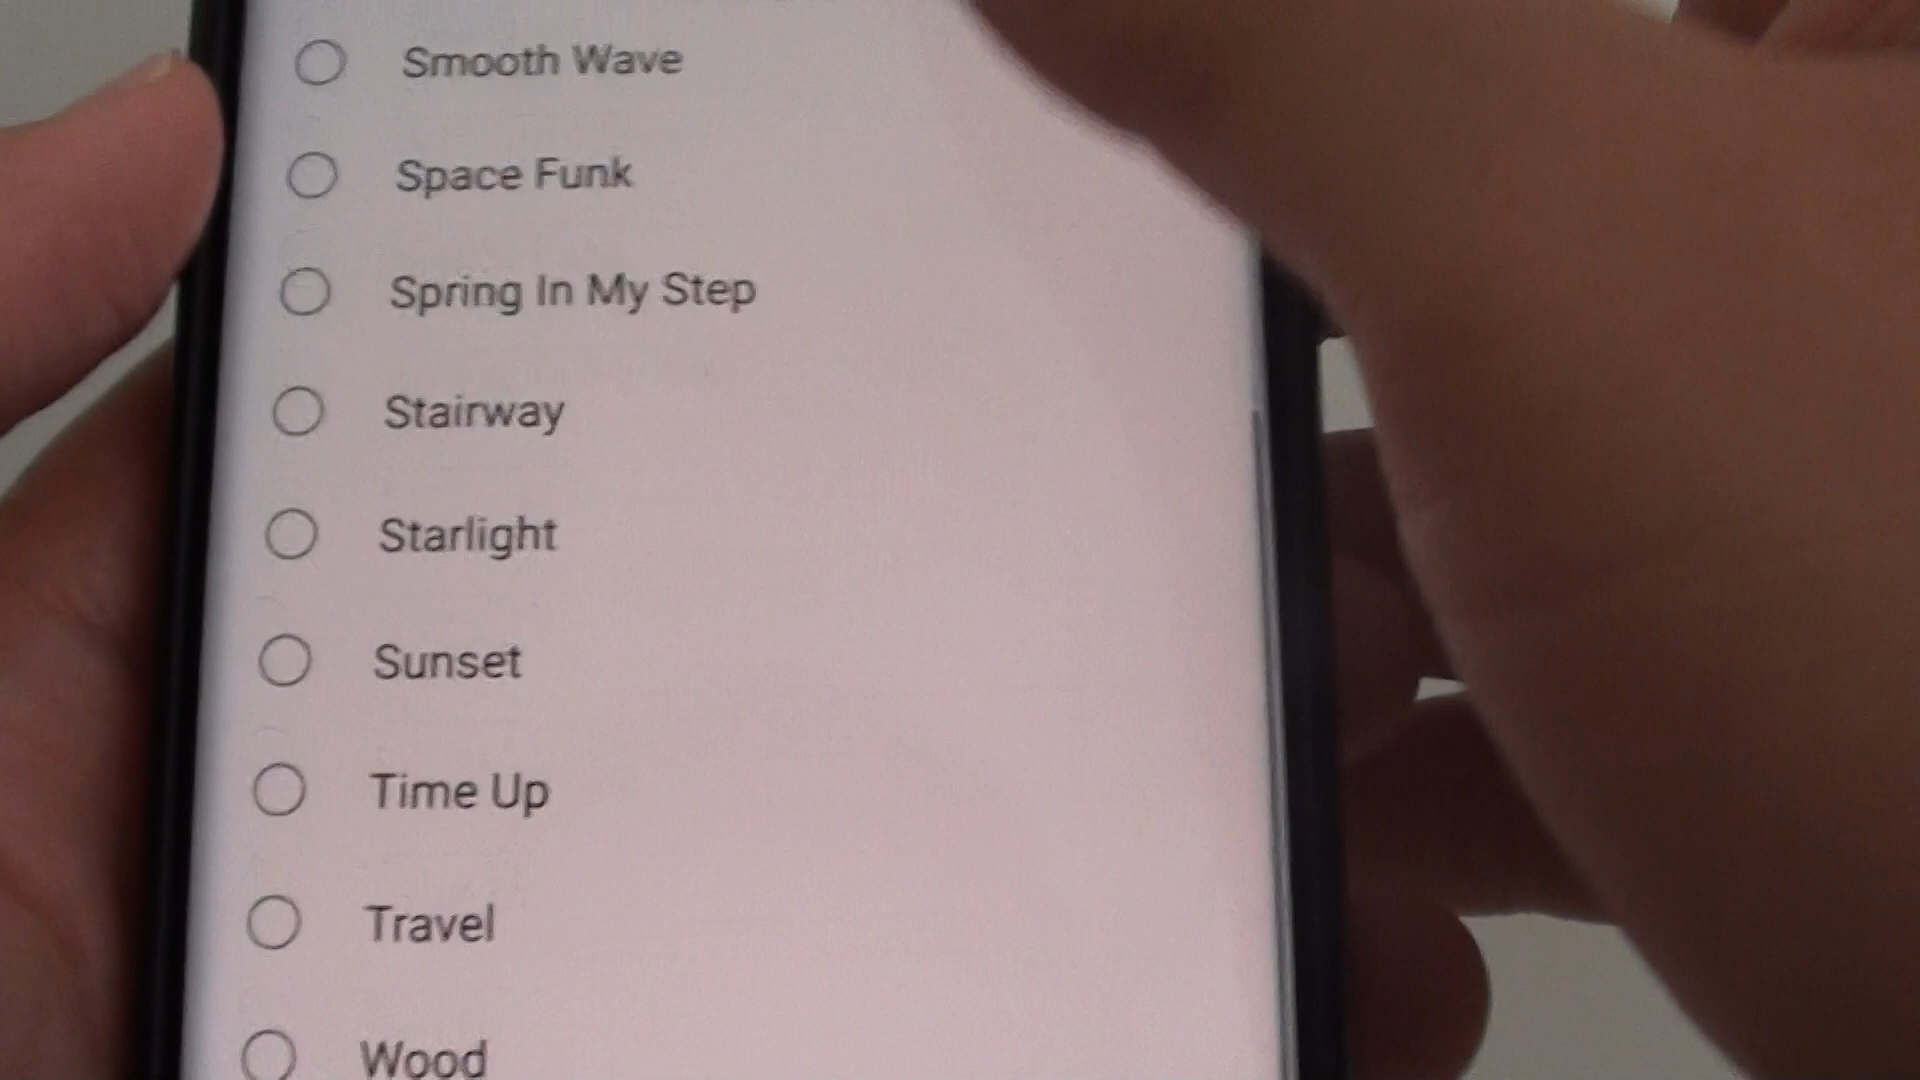 Smooth Wave
Space Funk
Spring In My Step
Stairway
Starlight
Sunset
Time Up
Travel
Wood